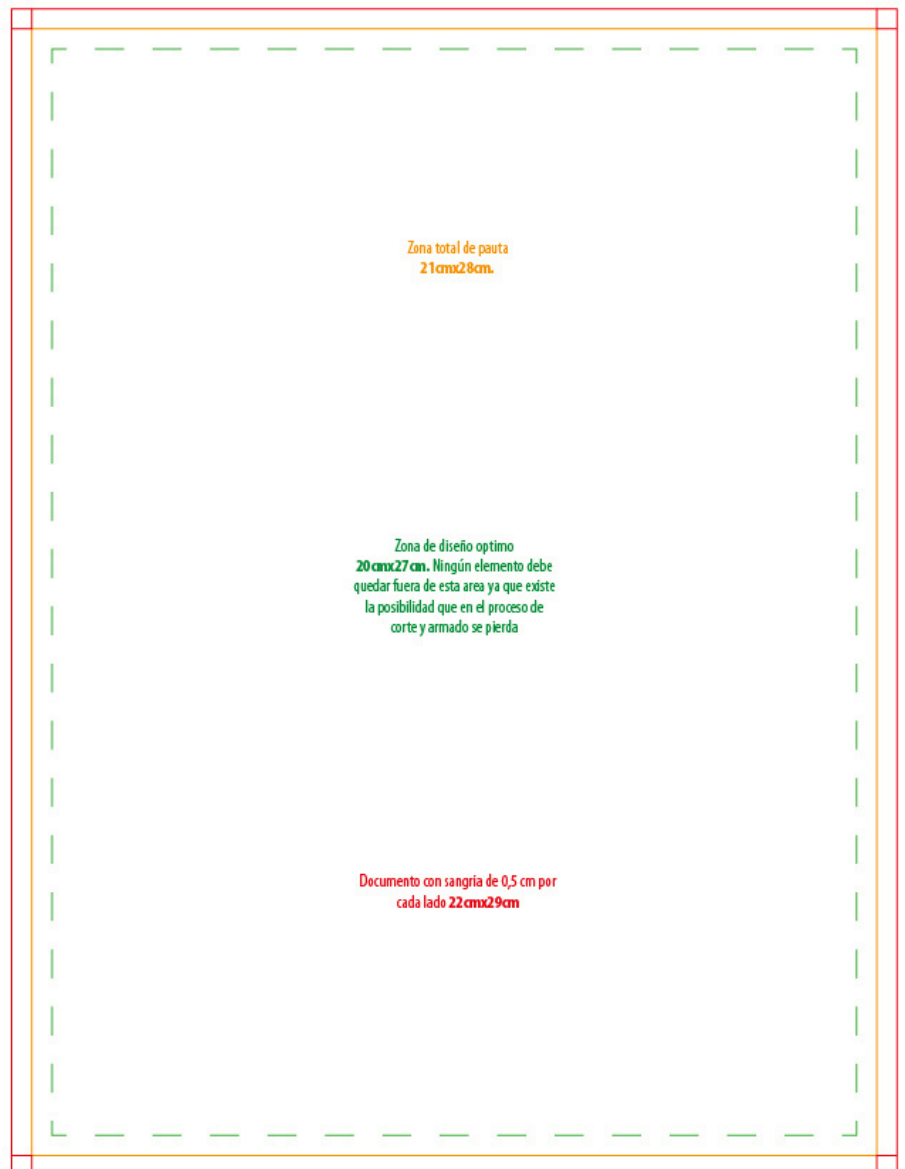 Zona total de pauta
21cmx28cm.
Zona de diseño optimo
20cmx27cm. Ningún elemento debe
quedar fuera de esta area ya que existe
la posibilidad que en el proceso de
corte y armado se pierda
Documento con sangria de 0,5 cm por
cada lado 22cmx29cm